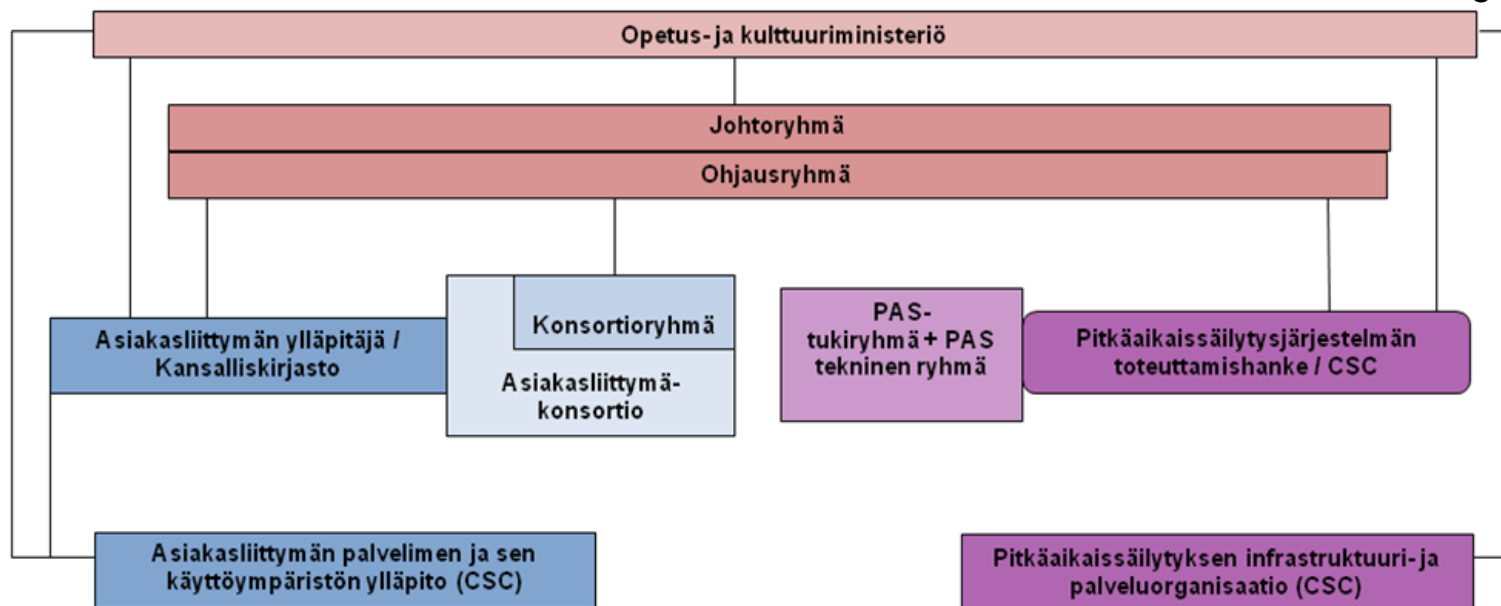 Opetus- ja kulttuuriministeriö
Johtoryhmä
Ohjausryhmä
Asiakasliittymän ylläpitäjä /
Kansalliskirjasto
Konsortioryhmä
Asiakasliittymä-
konsortio
PAS-
tukiryhmä + PAS
tekninen ryhmä
Pitkäaikaissäilytysjärjestelmän
toteuttamishanke / CSC
Asiakasliittymän palvelimen ja sen
käyttöympäristön ylläpito (CSC)
Pitkäaikaissäilytyksen infrastruktuuri- ja
palveluorganisaatio (CSC)